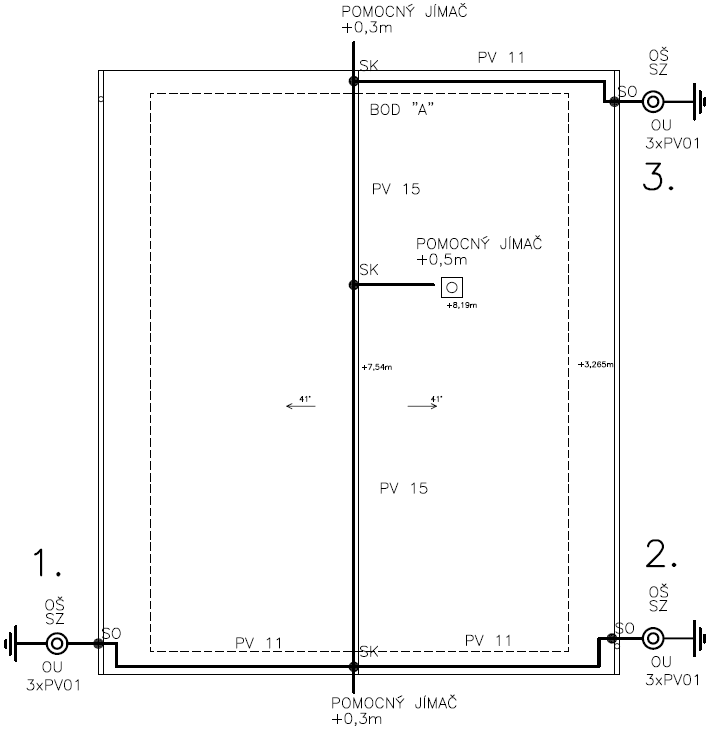 POMOCNÝ JÍMAČ
+0,3m
SK
PV 11
OŠ
SZ
SO
BOD "A"
OU
3xPV01
3.
PV 15
POMOCNÝ JÍMAČ
+0,5m
SK
+8,19m
+7,54m
+3,265m
41°
41°
PV 15
1.
2.
OŠ
SZ
OŠ
SZ
SO
SO
PV 11
PV 11
SK
OU
3xPV01
OU
3xPV01
POMOCNÝ JÍMAČ
+0,3m